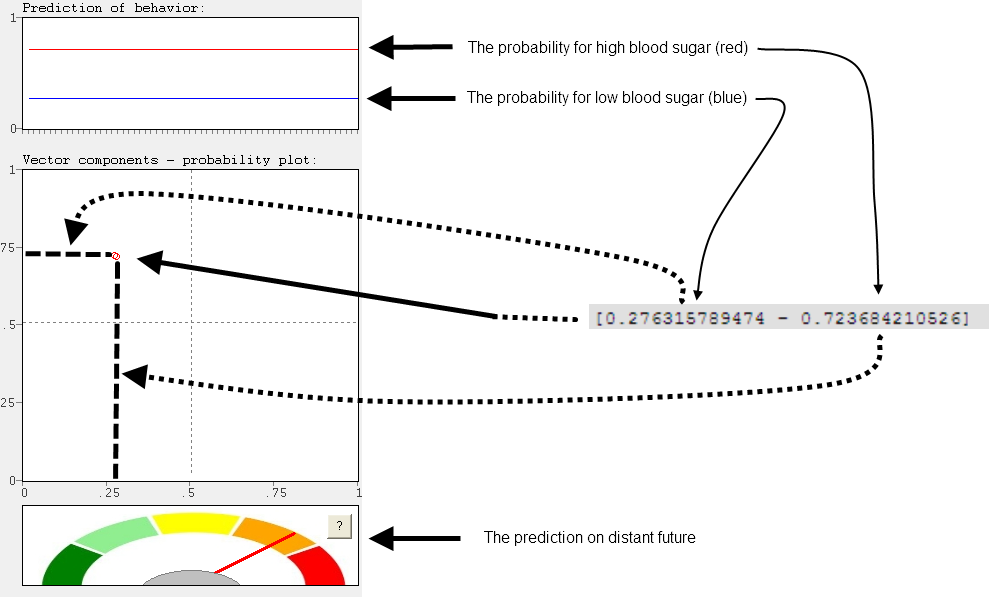 Prediction of behavior:
1
0
The probability for high blood sugar (red)
The probability for low blood sugar (blue)
Vector components - probability plot:
1
75
.5
25
0
0 .25 .5 .75 1
[0.276315789474 - 0.723684210526]
?
The prediction on distant future